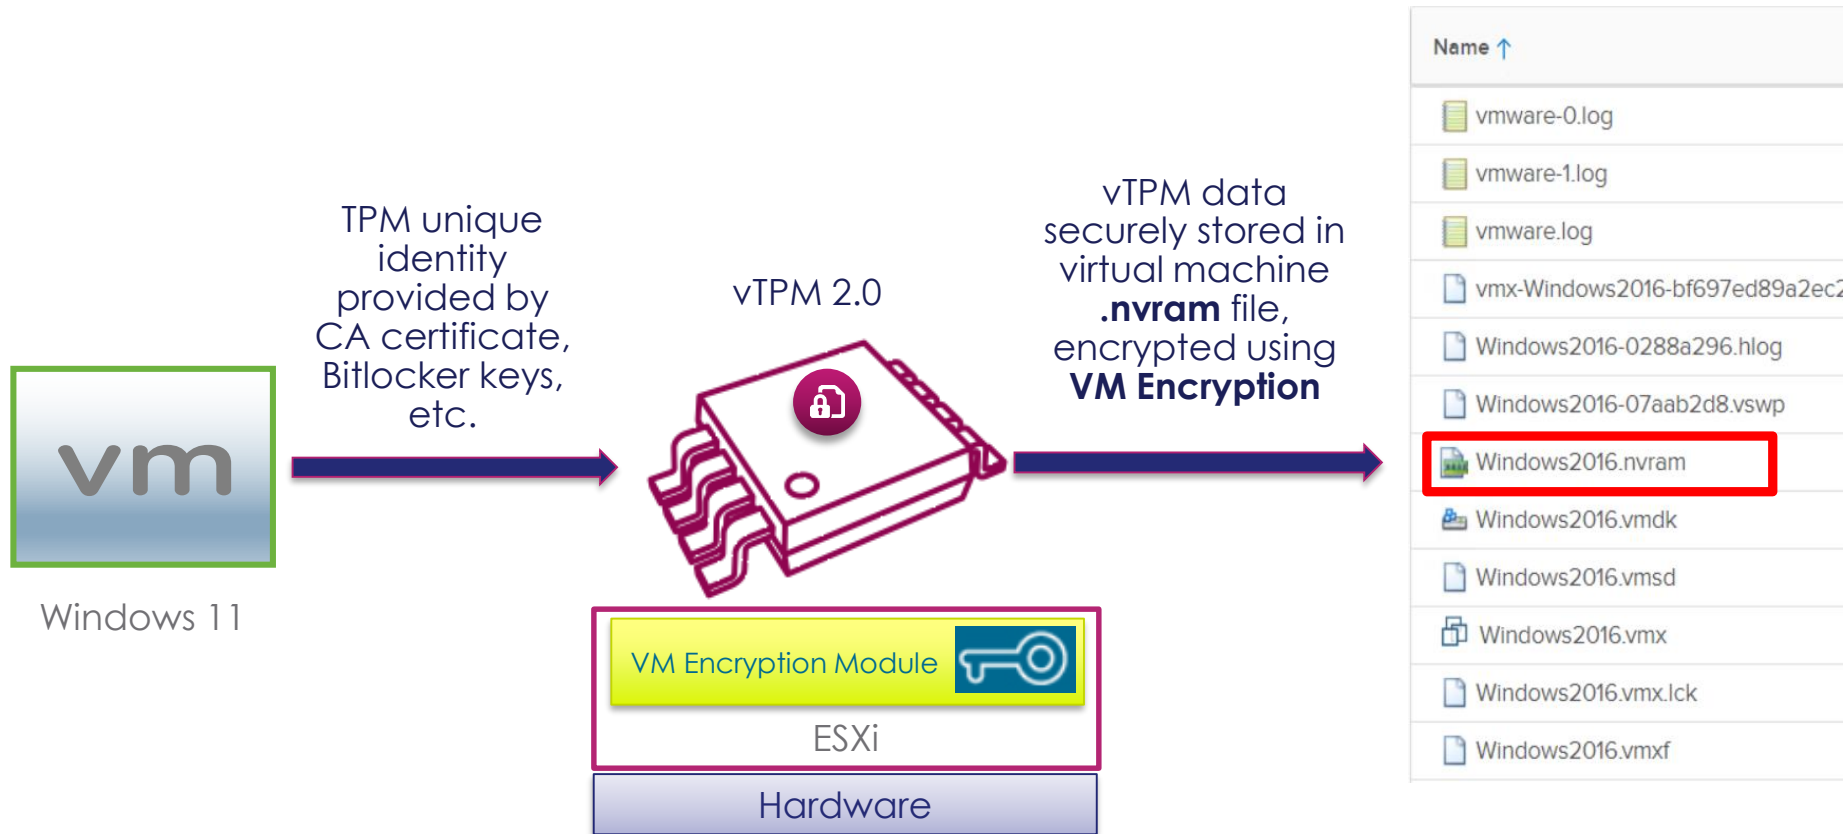 vm
Windows 11
TPM unique
identity
provided by
CA certificate,
Bitlocker keys,
etc.
vTPM 2.0
VM Encryption Module
ESXi
Hardware
vTPM data
securely stored in
virtual machine
.nvram file,
encrypted using
VM Encryption
Name ↑
vmware-0.log
vmware-1.log
vmware.log
vmx-Windows2016-bf697ed89a2ec2
Windows2016-0288a296.hlog
Windows2016-07aab2d8.vswp
Windows2016.nvram
Windows2016.vmdk
Windows2016.vmsd
Windows2016.vmx
Windows2016.vmx.lck
Windows2016.vmxf